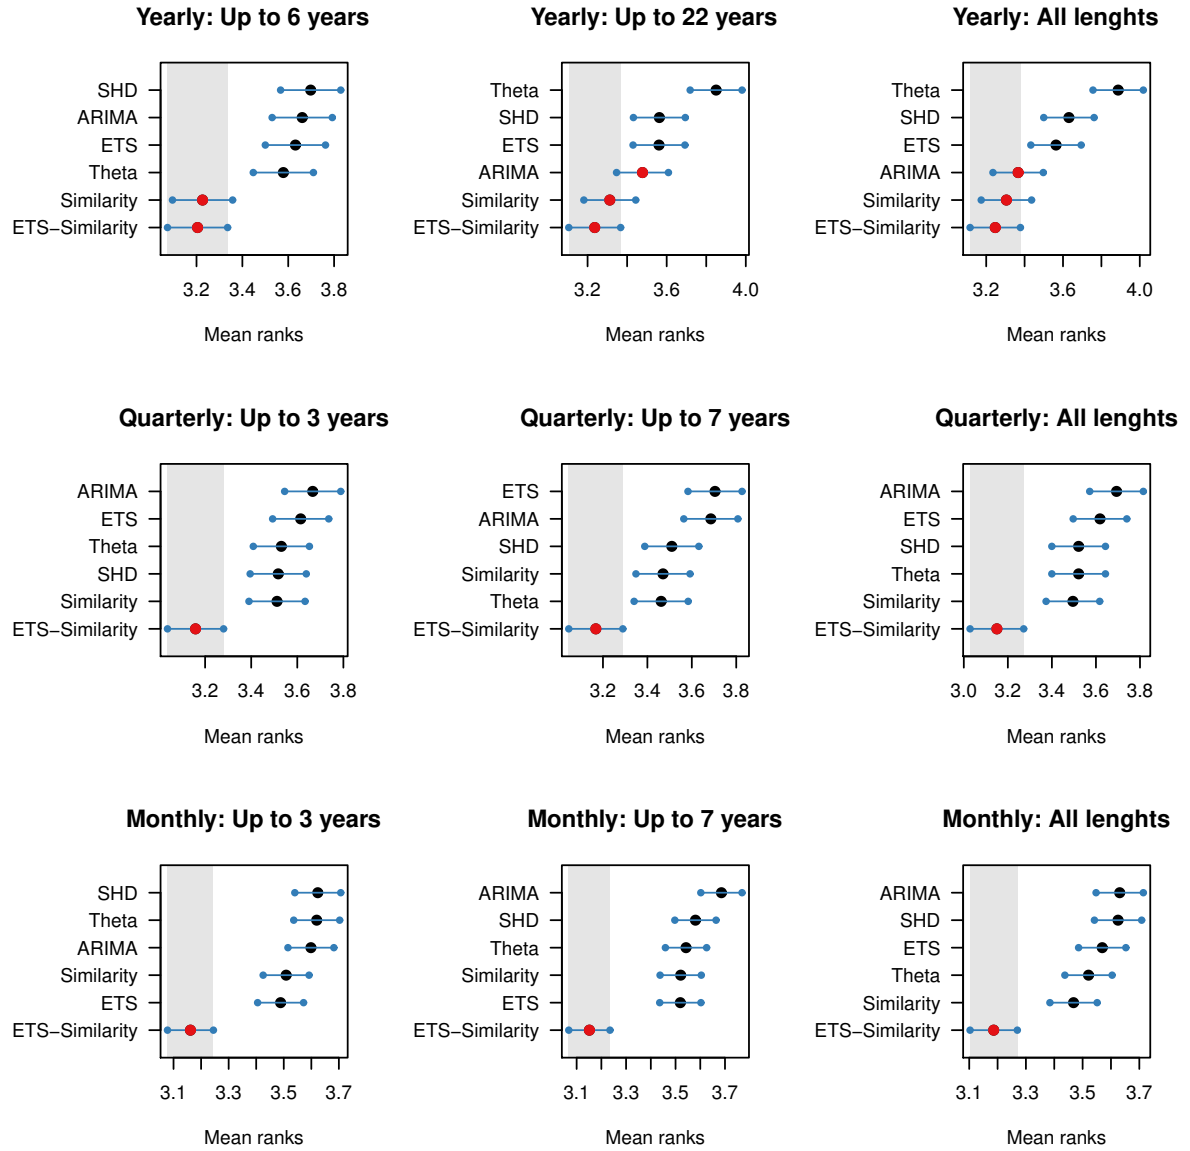 Yearly: Up to 6 years
SHD
ARIMA
ETS
Theta
Similarity
ETS−Similarity
3.2 3.4 3.6 3.8
Mean ranks
Yearly: Up to 22 years
Theta
SHD
ETS
ARIMA
Similarity
ETS−Similarity
3.2 3.6 4.0
Mean ranks
Yearly: All lenghts
Theta
SHD
ETS
ARIMA
Similarity
ETS−Similarity
3.2 3.6 4.0
Mean ranks
Quarterly: Up to 3 years
ARIMA
ETS
Theta
SHD
Similarity
ETS−Similarity
3.2 3.4 3.6 3.8
Mean ranks
Quarterly: Up to 7 years
ETS
ARIMA
SHD
Similarity
Theta
ETS−Similarity
3.2 3.4 3.6 3.8
Mean ranks
Quarterly: All lenghts
ARIMA
ETS
SHD
Theta
Similarity
ETS−Similarity
3.0 3.2 3.4 3.6 3.8
Mean ranks
Monthly: Up to 3 years
SHD
Theta
ARIMA
Similarity
ETS
ETS−Similarity
3.1 3.3 3.5 3.7
Mean ranks
Monthly: Up to 7 years
ARIMA
SHD
Theta
Similarity
ETS
ETS−Similarity
3.1 3.3 3.5 3.7
Mean ranks
Monthly: All lenghts
ARIMA
SHD
ETS
Theta
Similarity
ETS−Similarity
3.1 3.3 3.5 3.7
Mean ranks